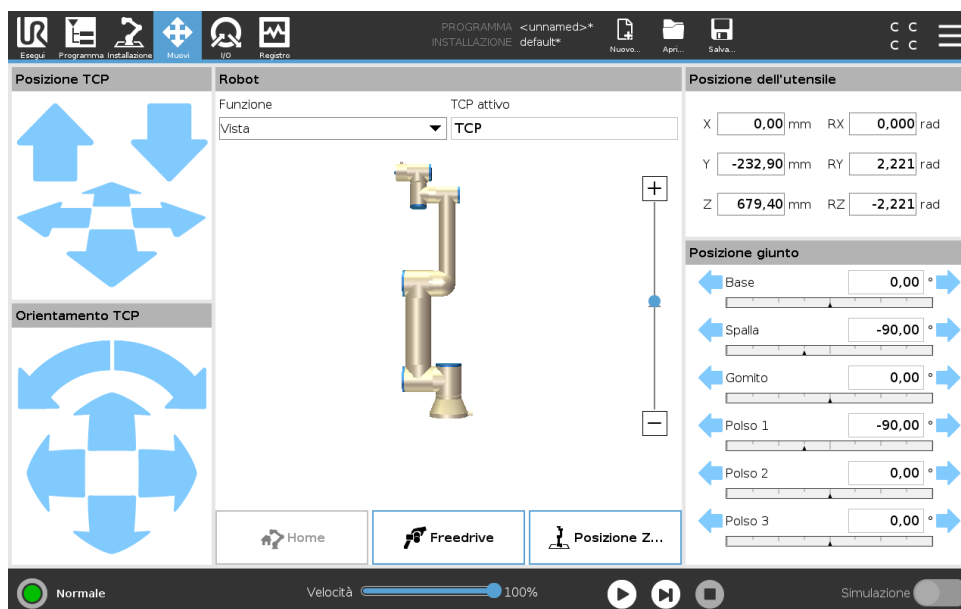 PROGRAMMA <unnamed>*
INSTALLAZIONE default*
C C
C C
Esegui Programma Installazione Muovi I/O Registro Nuovo... Apri... Salva...
Posizione TCP
Robot
Posizione dell'utensile
Funzione TCP attivo
Vista TCP
X 0,00 mm RX 0,000 rad
Y -232,90 mm RY 2,221 rad
Z 679,40 mm RZ -2,221 rad
Posizione giunto
Base 0,00 °
Spalla -90,00 °
Gomito 0,00 °
Polso 1 -90,00 °
Polso 2 0,00 °
Polso 3 0,00 °
Orientamento TCP
Home Freedrive Posizione Z...
Normale Velocità 100% Simulazione